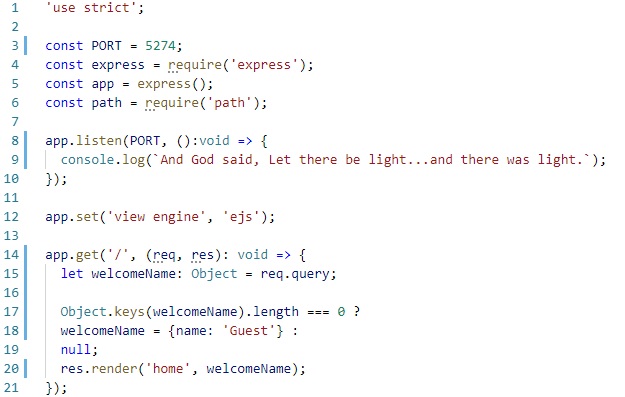 1 'use strict';
2
3 const PORT = 5274;
4 const express = require('express');
5 const app = express();
6 const path = require('path');
7
8 app.listen(PORT, ():void => {
9 console.log(`And God said, Let there be light...and there was light.`);
10 });
11
12 app.set('view engine', 'ejs');
13
14 app.get('/', (req, res): void => {
15 let welcomeName: Object = req.query;
16
17 Object.keys(welcomeName).length === 0 ?
18 welcomeName = {name: 'Guest'} :
19 null;
20 res.render('home', welcomeName);
21 });